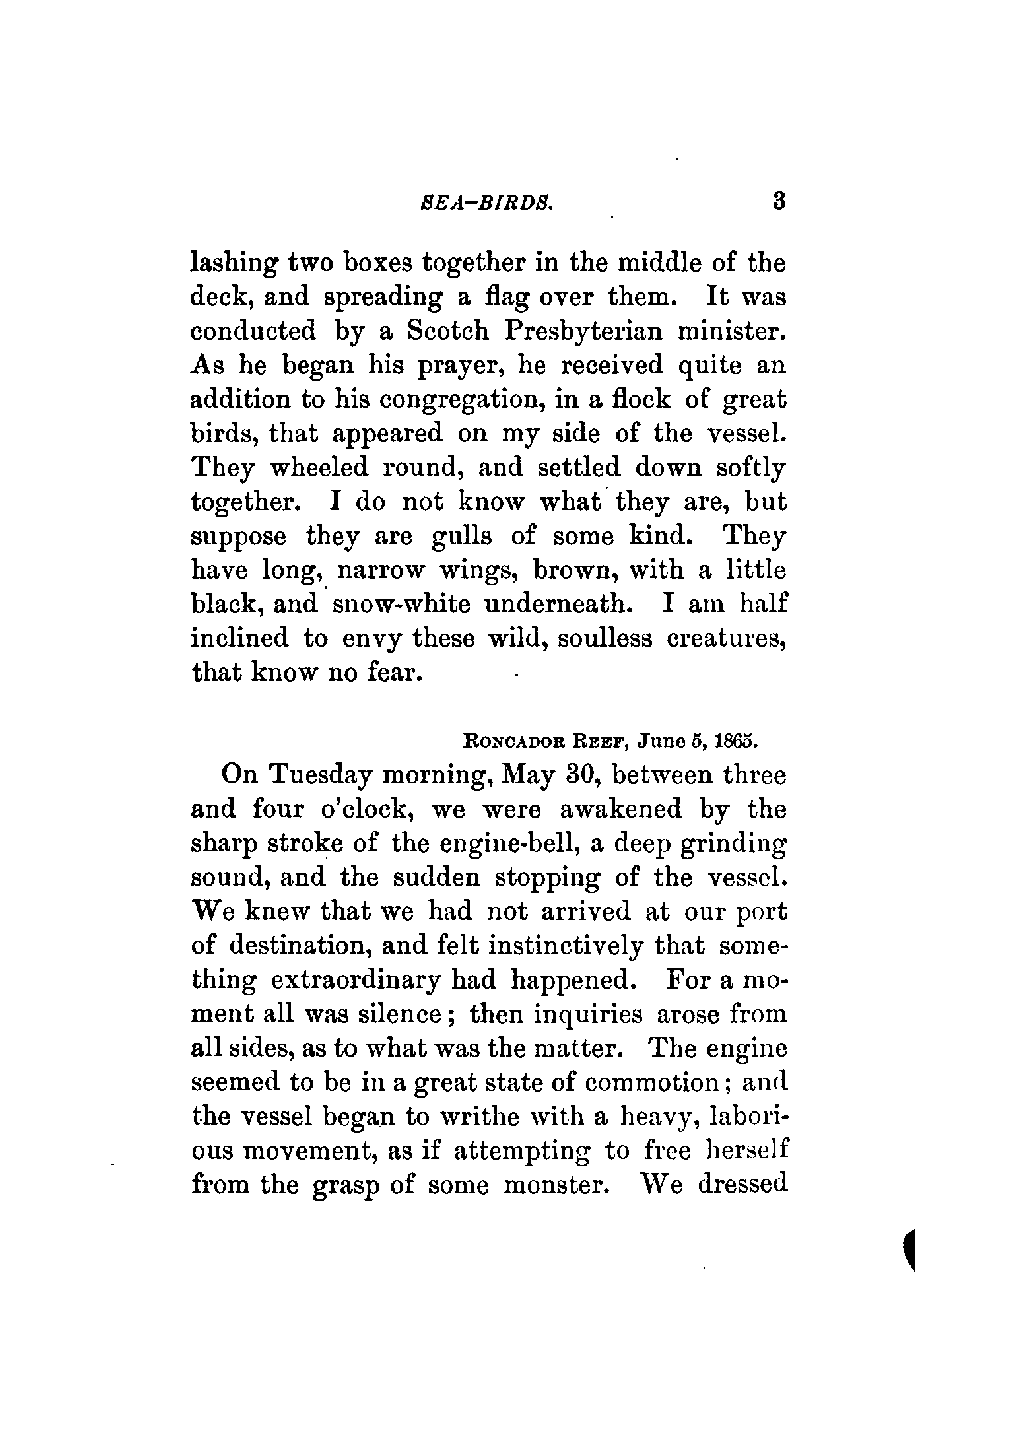 SEA-BIRDS. 3
lashing two boxes together in the middle of the
deck, and spreading a flag over them. It was
conducted by a Scotch Presbyterian minister.
As he began his prayer, he received quite an
addition to his congregation, in a flock of great
birds, that appeared on my side of the vessel.
They wheeled round, and settled down softly
together. I do not know what they are, but
suppose they are gulls of some kind. They
have long, narrow wings, brown, with a little
black, and snow-white underneath. I am half
inclined to envy these wild, soulless creatures,
that know no fear.
RONCADOR REEF, June 5, 1865.
On Tuesday morning, May 30, between three
and four o'clock, we were awakened by the
sharp stroke of the engine-bell, a deep grinding
sound, and the sudden stopping of the vessel.
We knew that we had not arrived at our port
of destination, and felt instinctively that some-
thing extraordinary had happened. For a mo-
ment all was silence; then inquiries arose from
all sides, as to what was the matter. The engine
seemed to be in a great state of commotion; and
the vessel began to writhe with a heavy, labori-
ous movement, as if attempting to free herself
from the grasp of some monster. We dressed